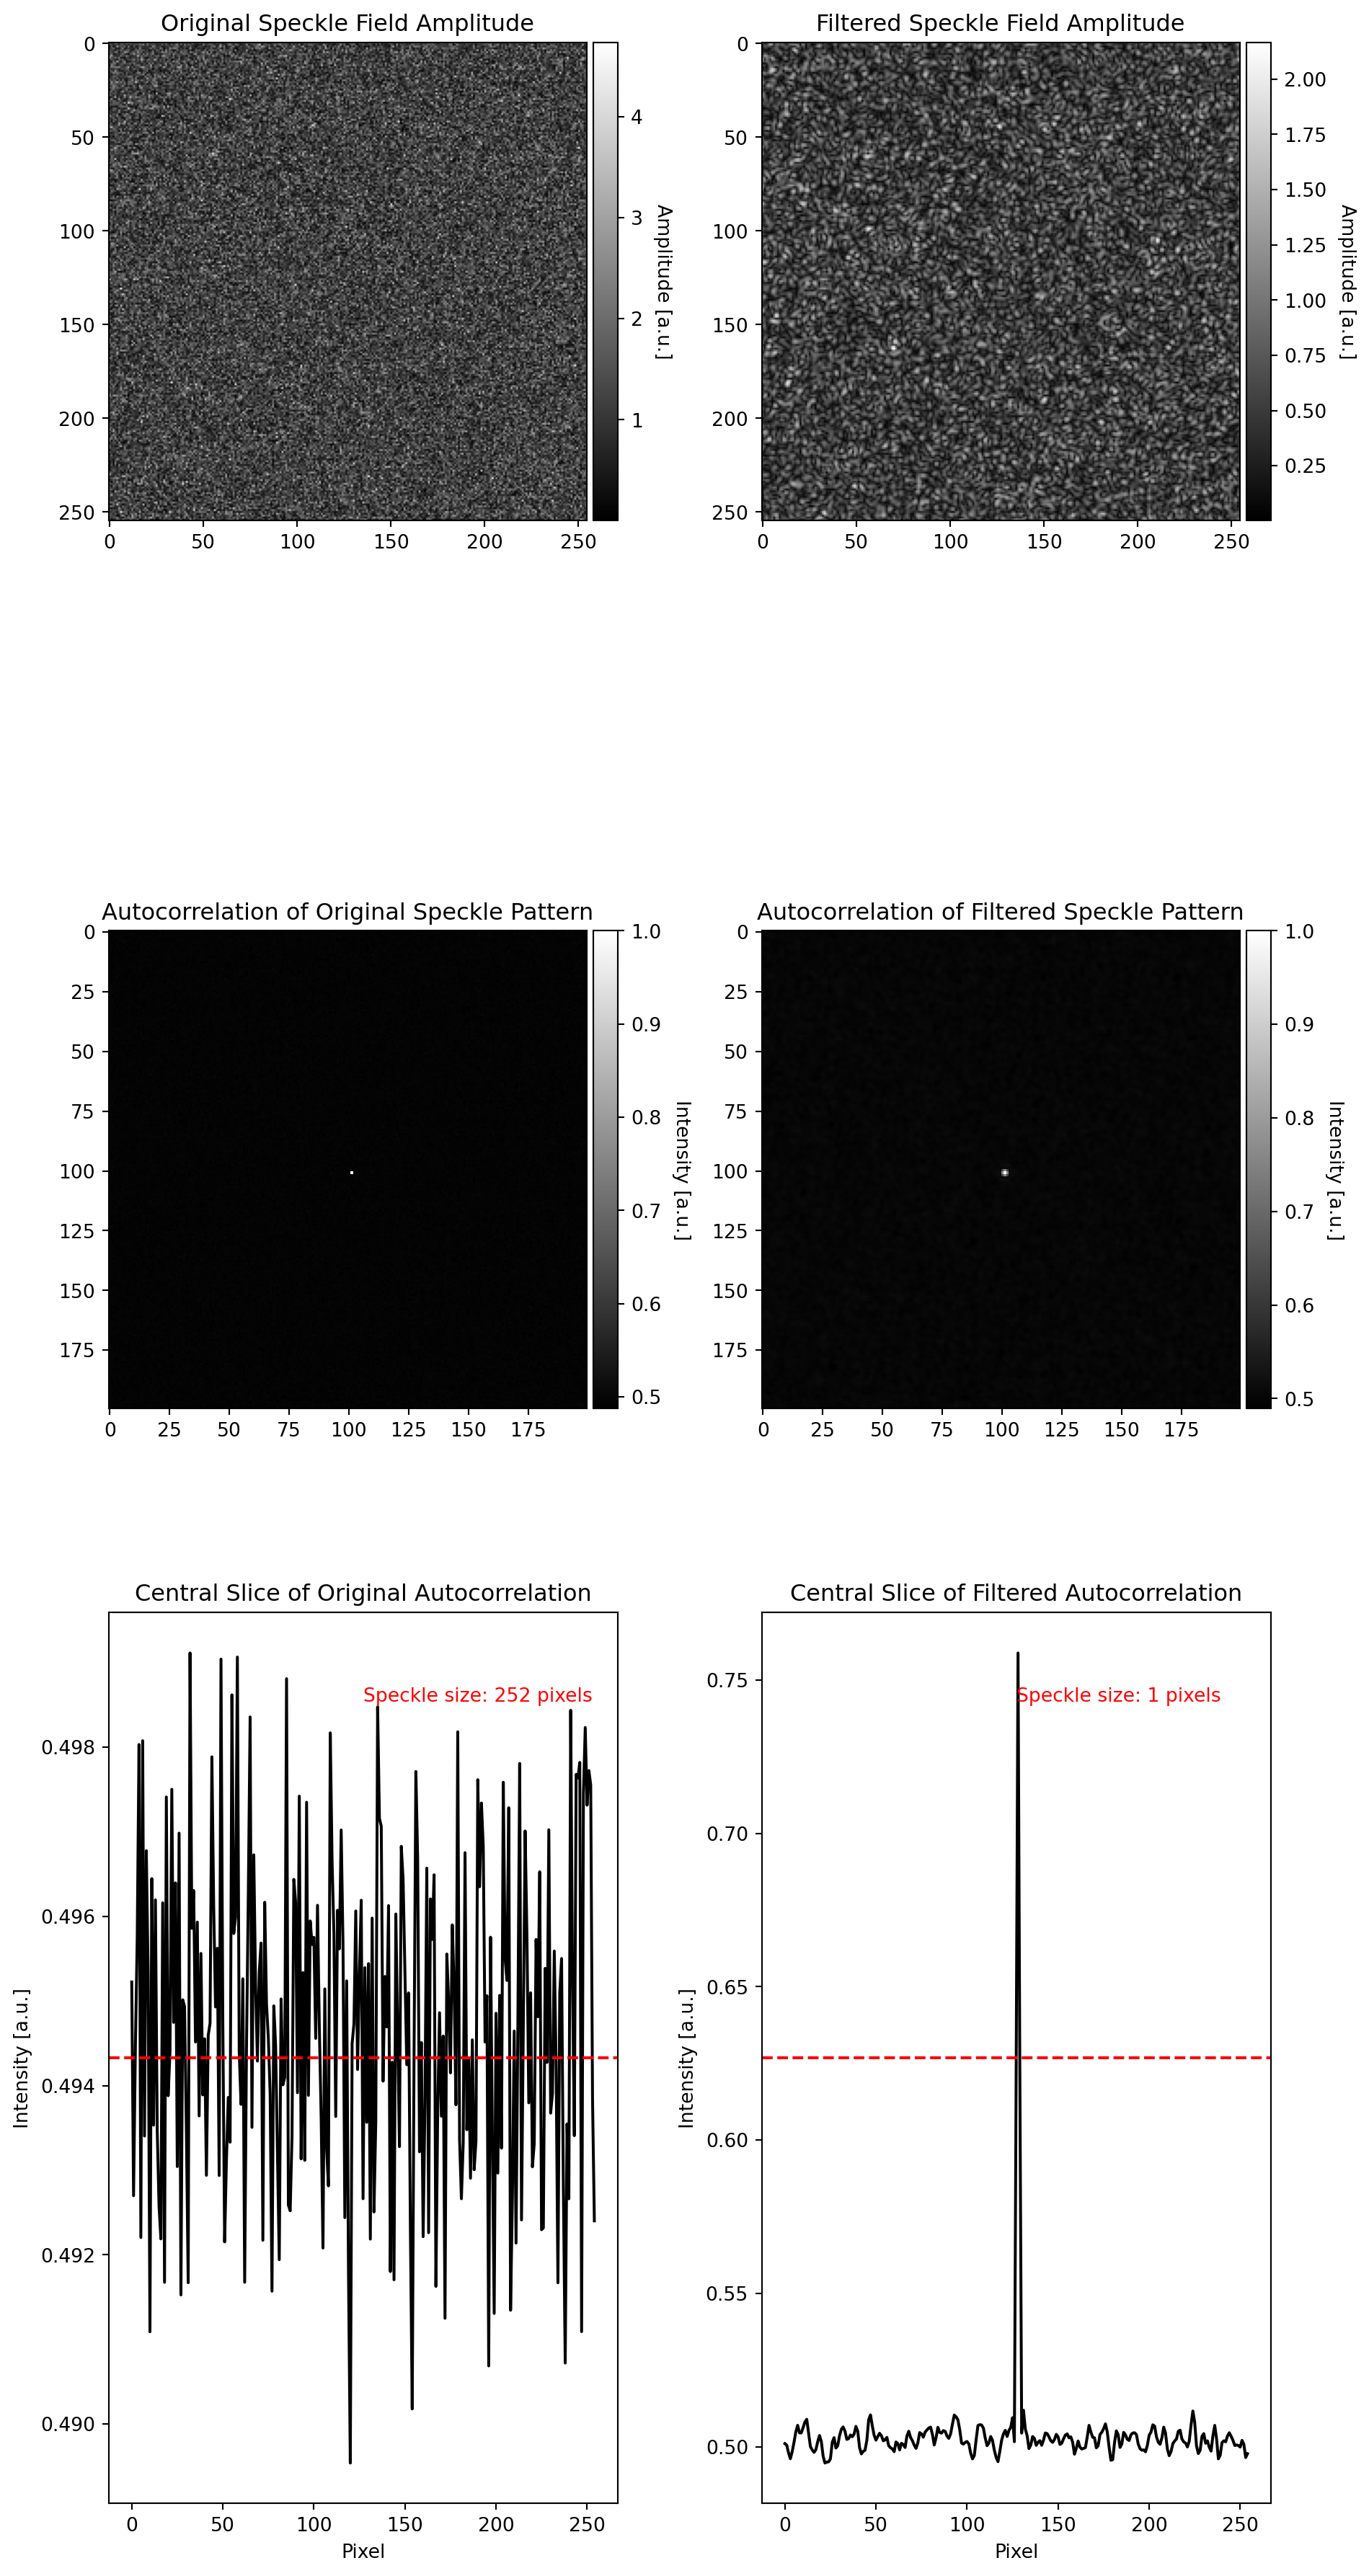 Original Speckle Field Amplitude
0
50
100
150
200
250
0 50 100 150 200 250
4
3
2
1
Amplitude [a.u.]
Filtered Speckle Field Amplitude
0
50
100
150
200
250
0 50 100 150 200 250
2.00
1.75
1.50
1.25
1.00
0.75
0.50
0.25
Amplitude [a.u.]
Autocorrelation of Original Speckle Pattern
0
25
50
75
100
125
150
175
0 25 50 75 100 125 150 175
1.0
0.9
0.8
0.7
0.6
0.5
Intensity [a.u.]
Autocorrelation of Filtered Speckle Pattern
0
25
50
75
100
125
150
175
0 25 50 75 100 125 150 175
1.0
0.9
0.8
0.7
0.6
0.5
Intensity [a.u.]
Central Slice of Original Autocorrelation
Speckle size: 252 pixels
0.498
0.496
0.494
0.492
0.490
Intensity [a.u.]
0 50 100 150 200 250
Pixel
Central Slice of Filtered Autocorrelation
Speckle size: 1 pixels
0.75
0.70
0.65
0.60
0.55
0.50
Intensity [a.u.]
0 50 100 150 200 250
Pixel